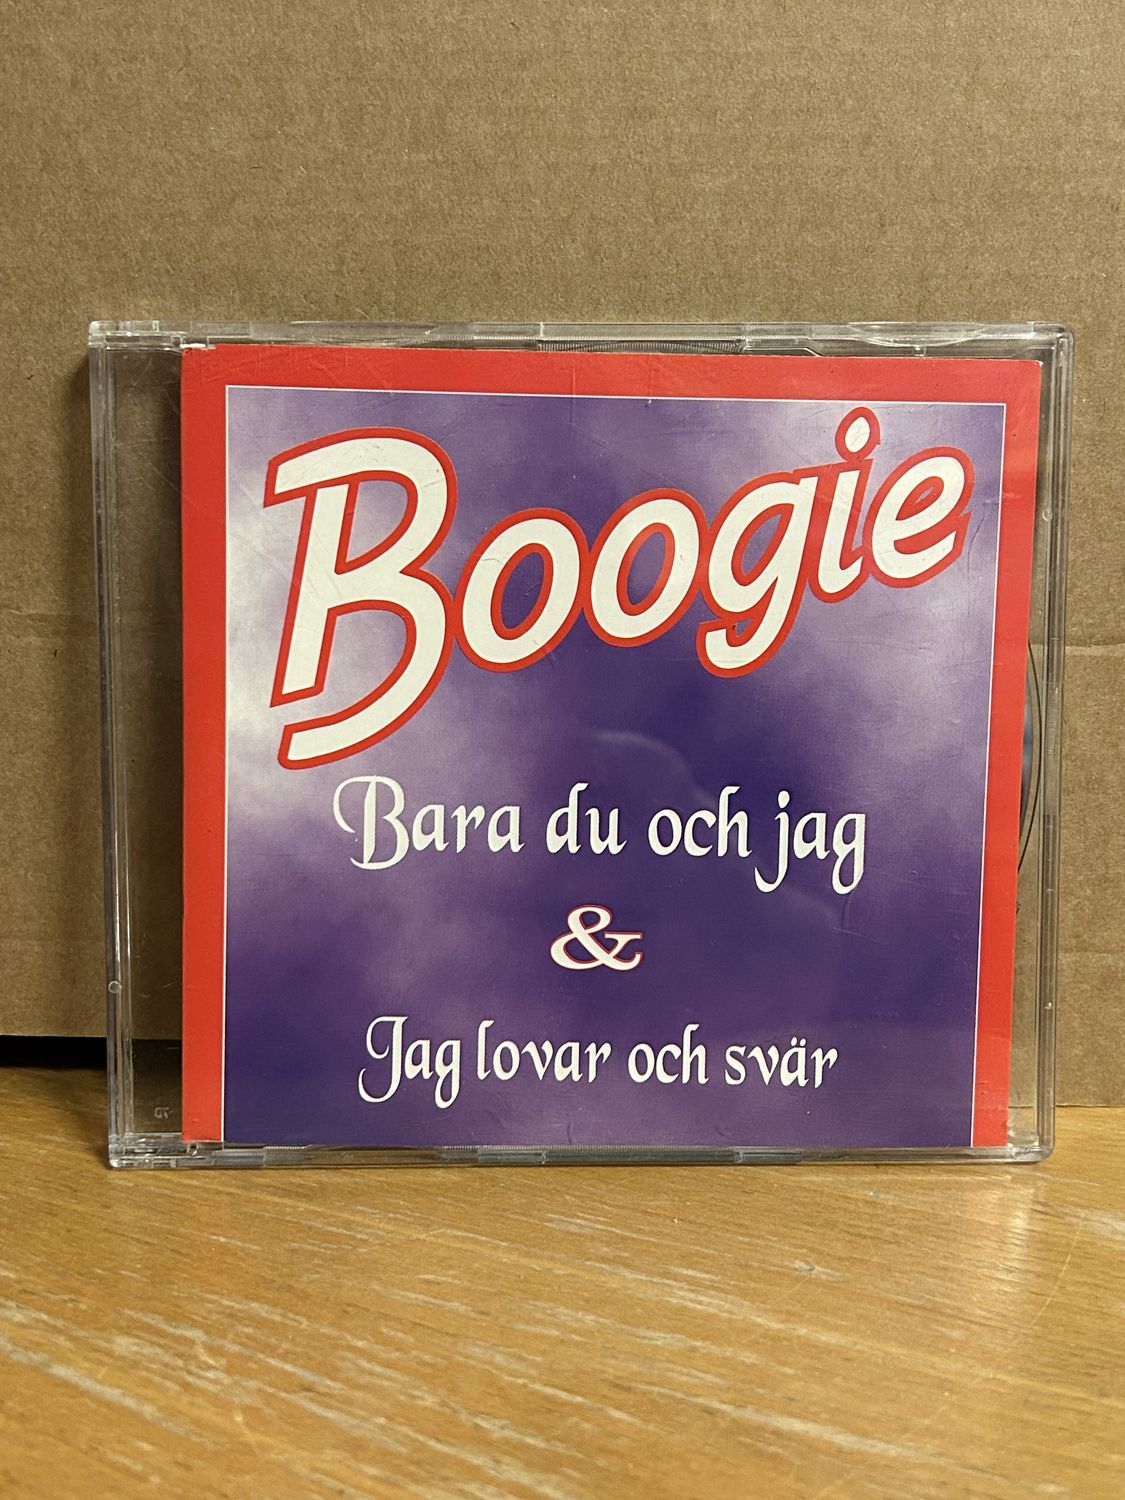 Boogie
Bara du och jag
&
Jag lovar och svär